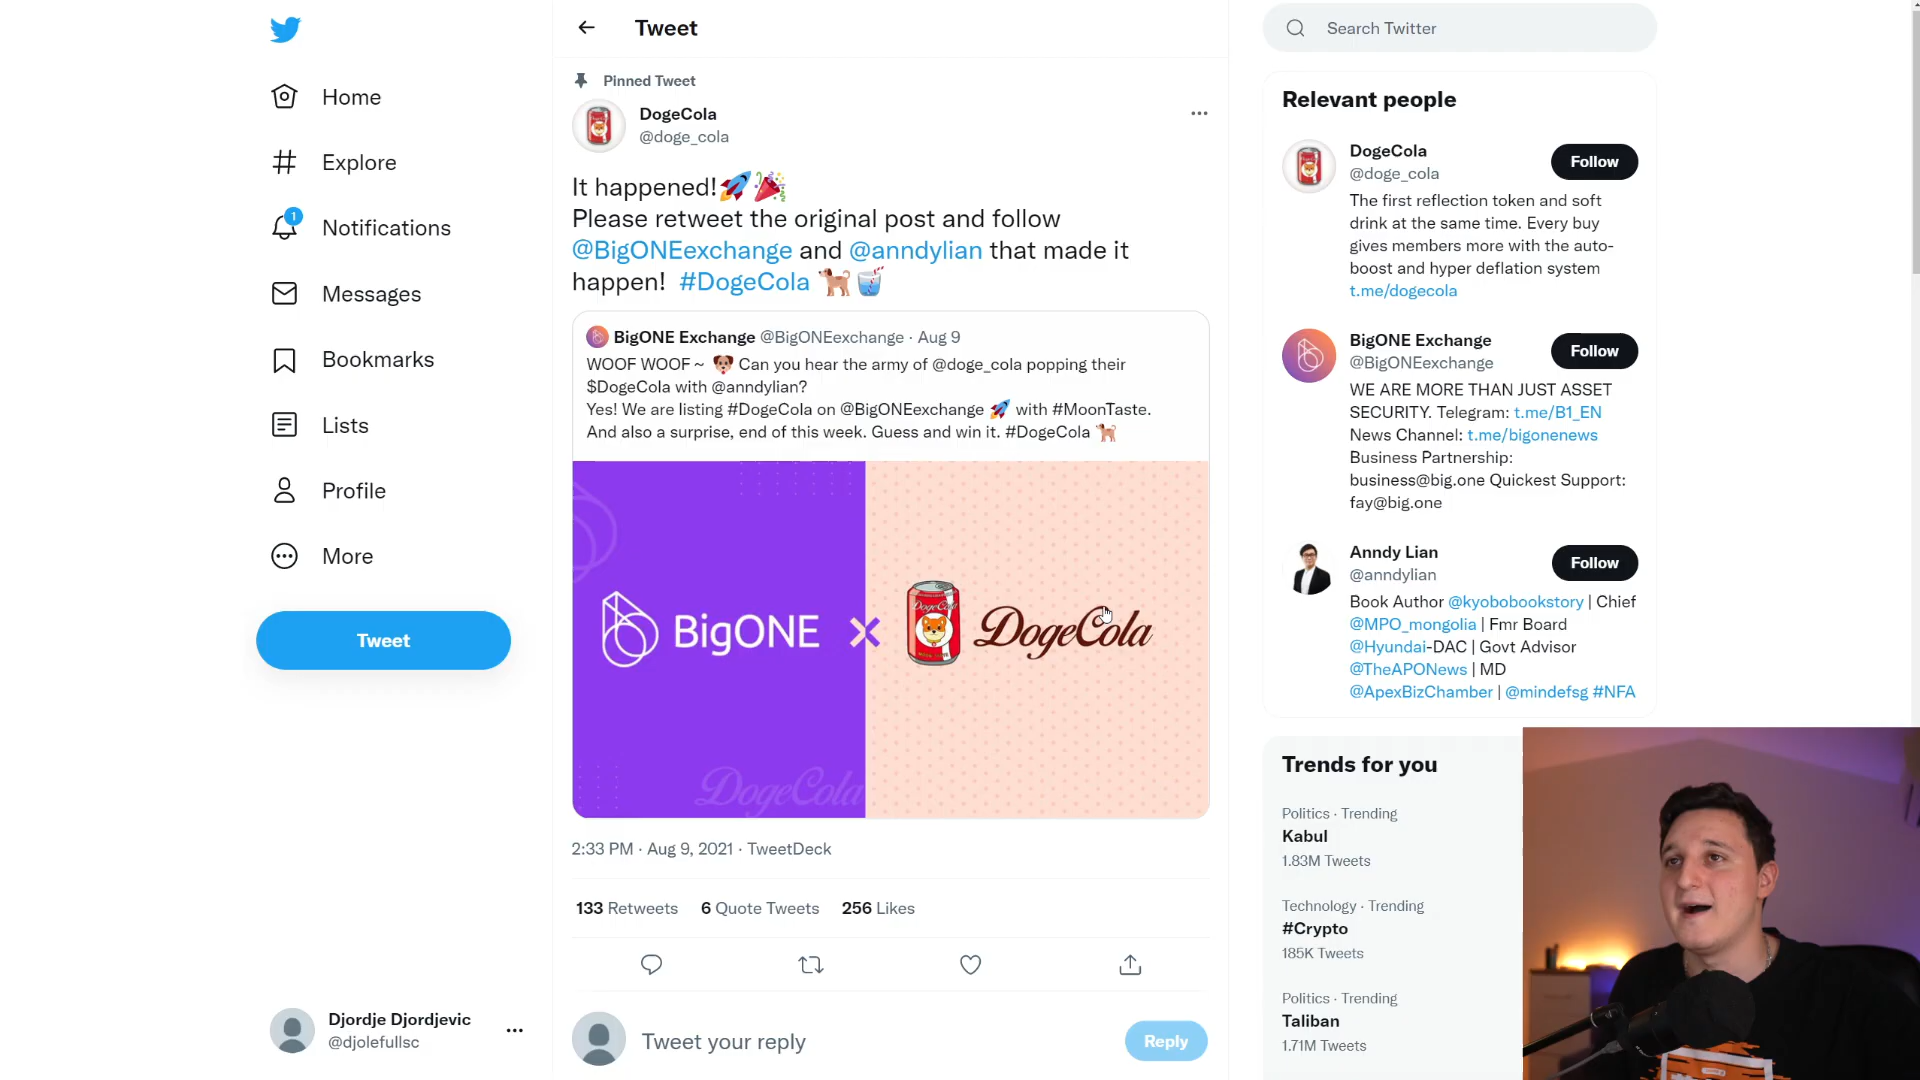 Home
Explore
1
Notifications
Messages
Bookmarks
Lists
Profile
More
Tweet
Djordje Djordjevic
@djolefullsc
Tweet
Pinned Tweet
DogeCola
@doge_cola
It happened!🚀🎉
Please retweet the original post and follow
@BigONEexchange and @anndylian that made it
happen! #DogeCola 🐕🥤
BigONE Exchange @BigONEexchange · Aug 9
WOOF WOOF ~ 🐶 Can you hear the army of @doge_cola popping their
$DogeCola with @anndylian?
Yes! We are listing #DogeCola on @BigONEexchange 🚀 with #MoonTaste.
And also a surprise, end of this week. Guess and win it. #DogeCola 🐕
BigONE X DogeCola
DogeCola
DogeCola
2:33 PM · Aug 9, 2021 · TweetDeck
133 Retweets 6 Quote Tweets 256 Likes
Tweet your reply
Reply
Search Twitter
Relevant people
DogeCola
@doge_cola
Follow
The first reflection token and soft
drink at the same time. Every buy
gives members more with the auto-
boost and hyper deflation system
t.me/dogecola
BigONE Exchange
@BigONEexchange
Follow
WE ARE MORE THAN JUST ASSET
SECURITY. Telegram: t.me/B1_EN
News Channel: t.me/bigonenews
Business Partnership:
business@big.one Quickest Support:
fay@big.one
Anndy Lian
@anndylian
Follow
Book Author @kyobobookstory | Chief
@MPO_mongolia | Fmr Board
@Hyundai-DAC | Govt Advisor
@TheAPONews | MD
@ApexBizChamber | @mindefsg #NFA
Trends for you
Politics · Trending
Kabul
1.83M Tweets
Technology · Trending
#Crypto
185K Tweets
Politics · Trending
Taliban
1.71M Tweets